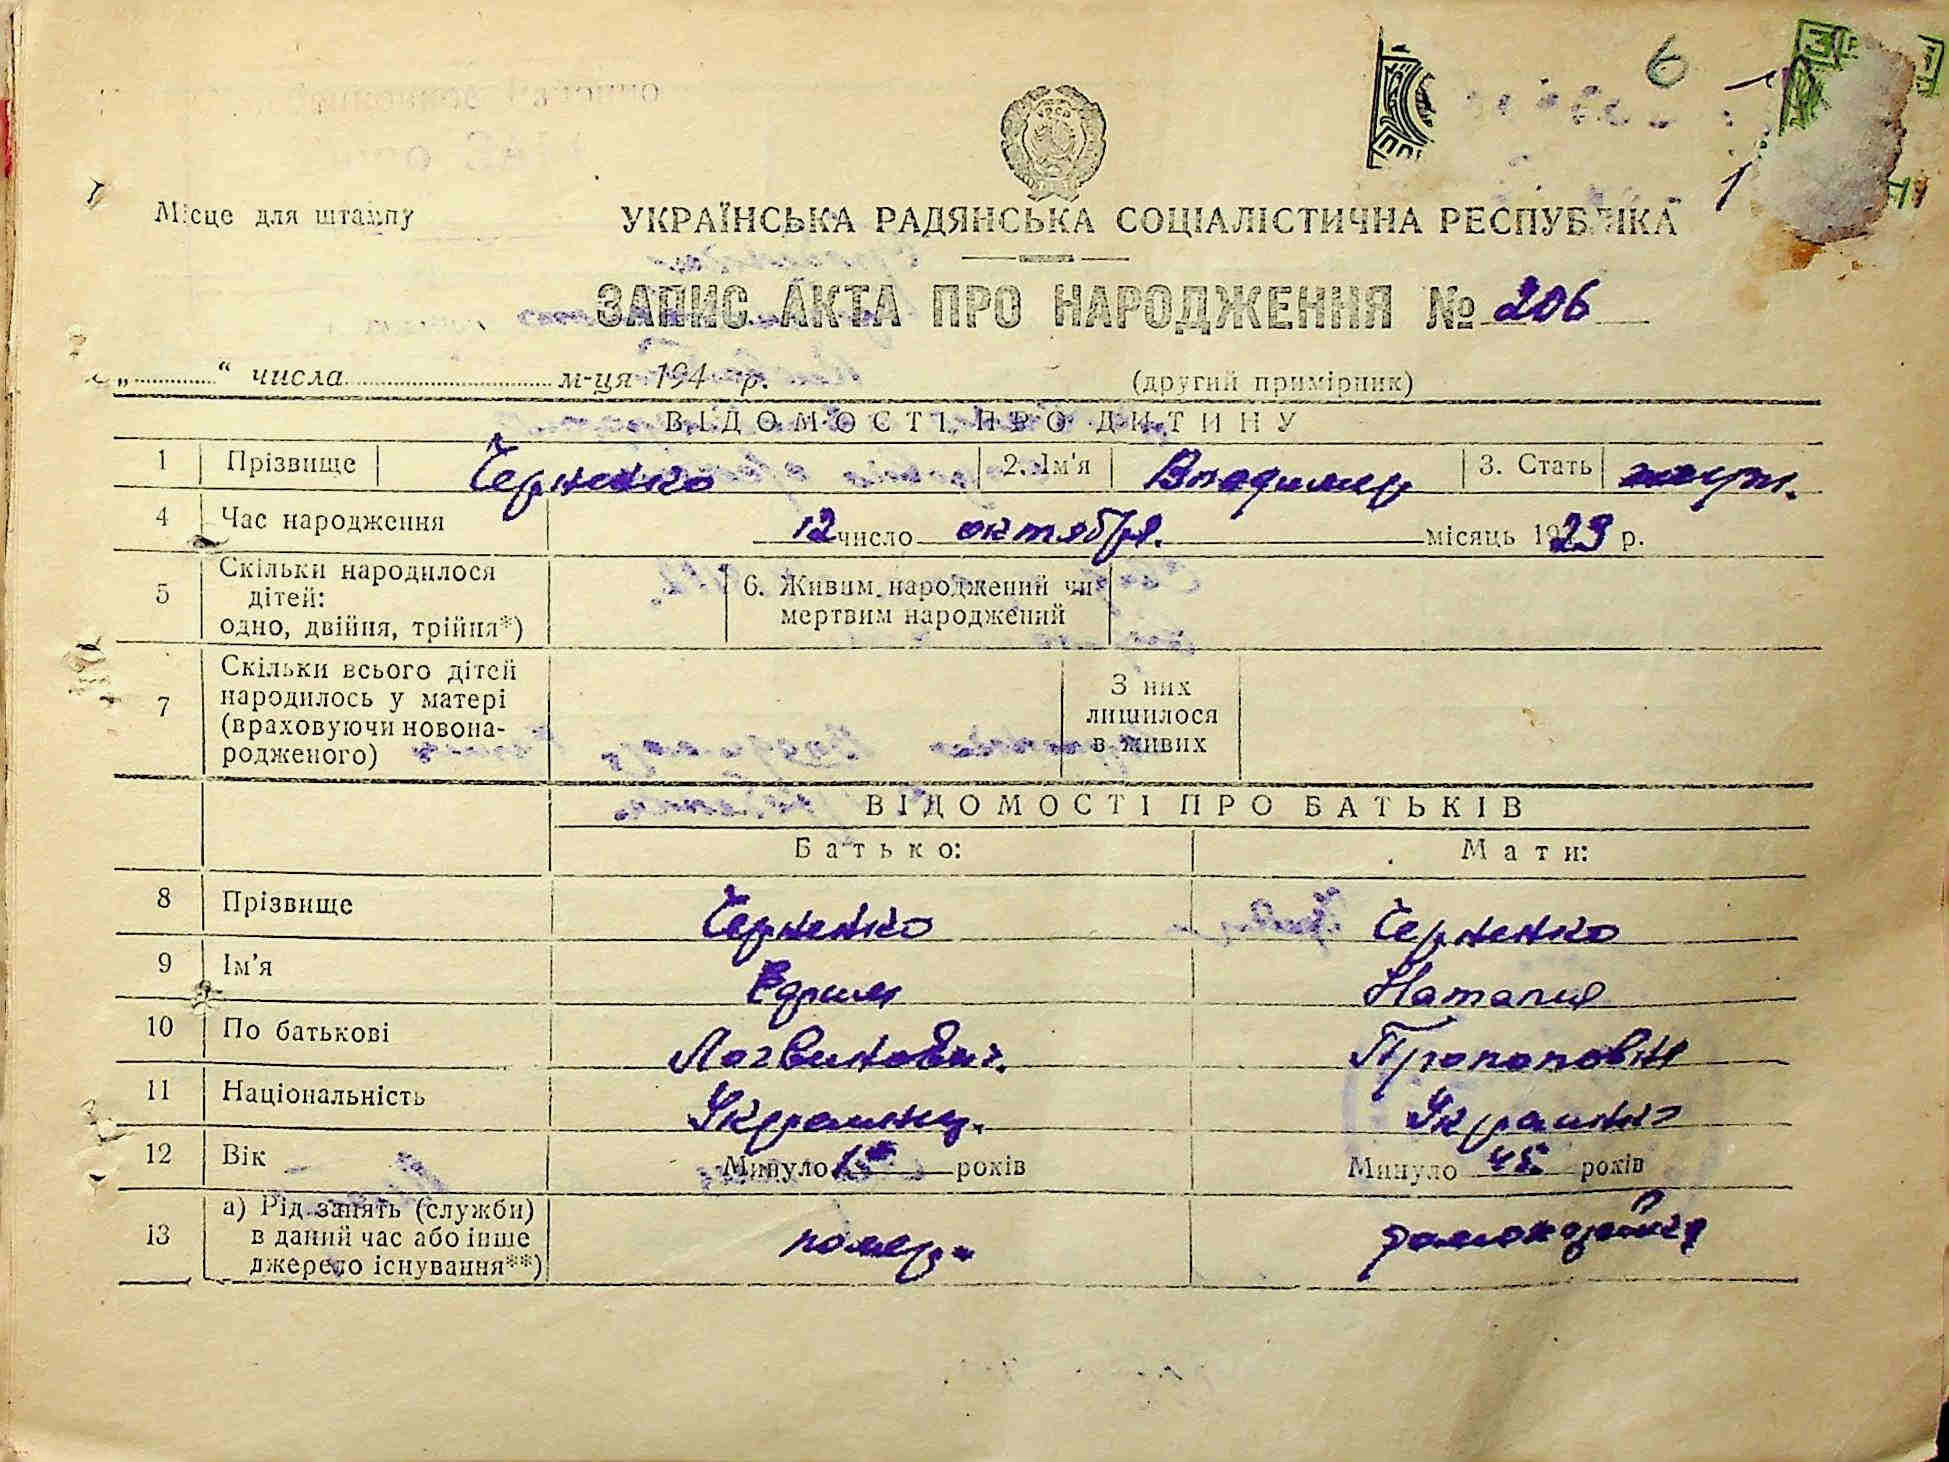 6
Місце для штампу
УКРАЇНСЬКА РАДЯНСЬКА СОЦІАЛІСТИЧНА РЕСПУБЛІКА
ЗАПИС АКТА ПРО НАРОДЖЕННЯ № 206
„ “ числа м-ця 194 р. (другий примірник)
ВІДОМОСТІ ПРО ДИТИНУ
1 Прізвище Черненко 2. Ім'я Владимир 3. Стать
4 Час народження 12 число октября. місяць 1923 р.
5 Скільки народилося дітей: одно, двійня, трійня*) 6. Живим народжений чи мертвим народжений
7 Скільки всього дітей народилось у матері (враховуючи новонародженого) З них лишилося в живих
ВІДОМОСТІ ПРО БАТЬКІВ
Батько: Мати:
8 Прізвище Черненко Черненко
9 Ім'я Наталия
10 По батькові Логвинович.
11 Національність Украинец.
12 Вік Минуло років Минуло 45 років
13 а) Рід занять (служби) в даний час або інше джерело існування**) помер